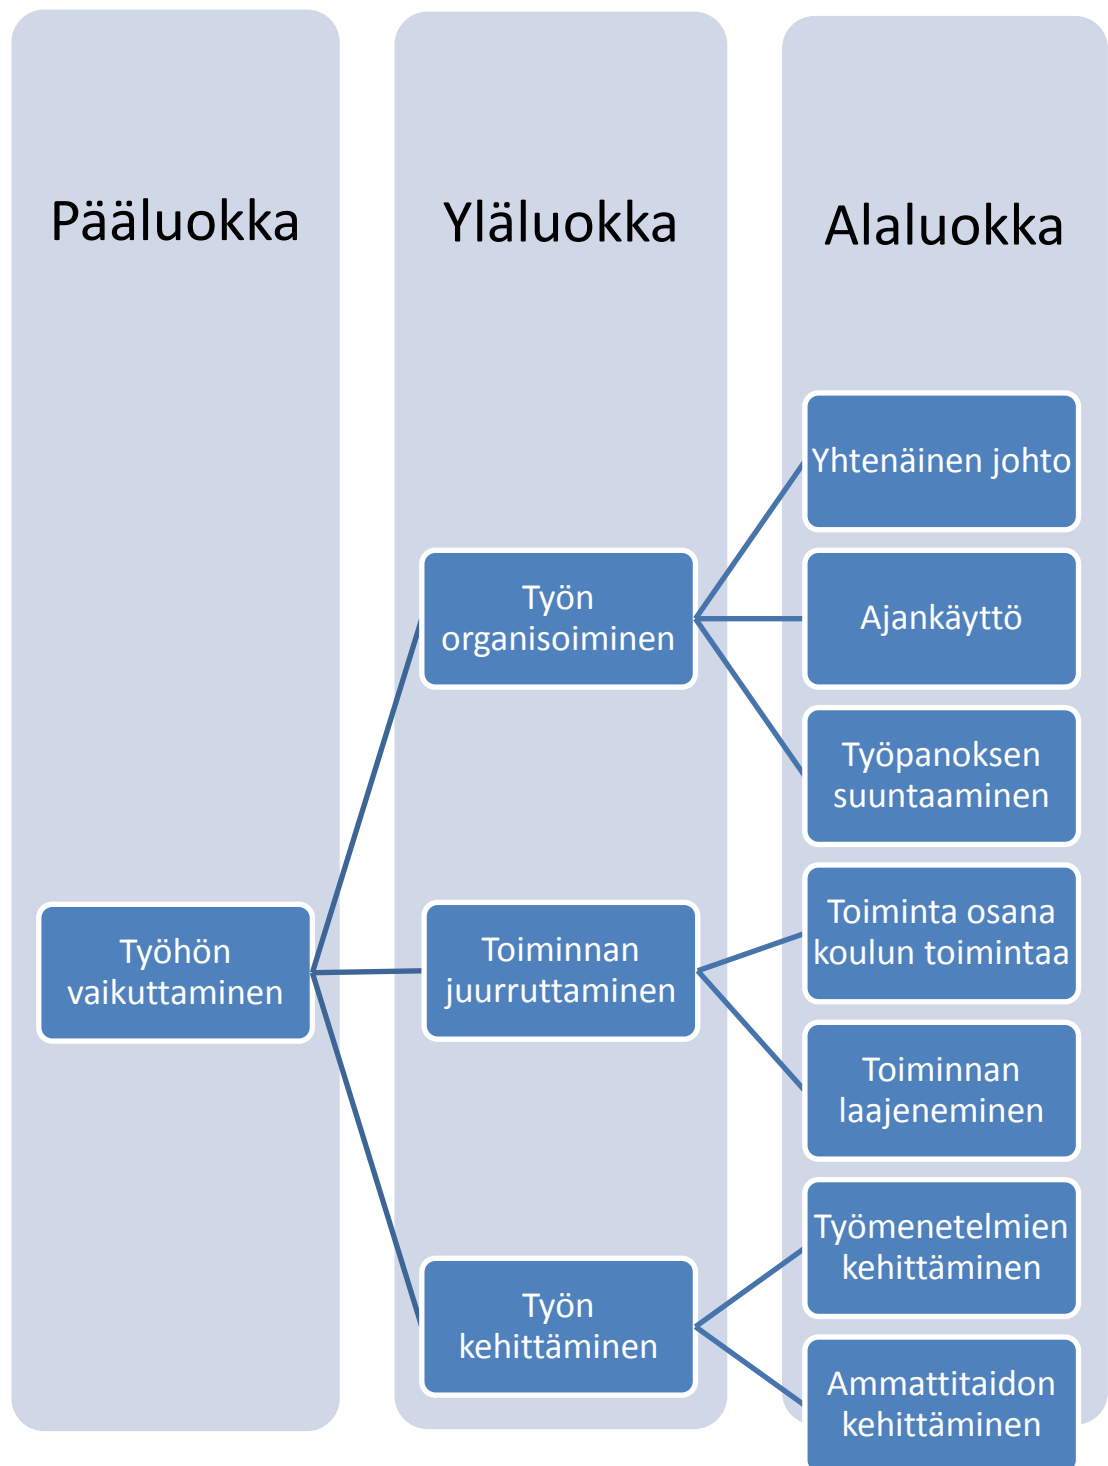 Pääluokka
Yläluokka
Alaluokka
Työhön
vaikuttaminen
Työn
organisoiminen
Yhtenäinen johto
Ajankäyttö
Työpanoksen
suuntaaminen
Toiminnan
juurruttaminen
Toiminta osana
koulun toimintaa
Toiminnan
laajeneminen
Työn
kehittäminen
Työmenetelmien
kehittäminen
Ammattitaidon
kehittäminen